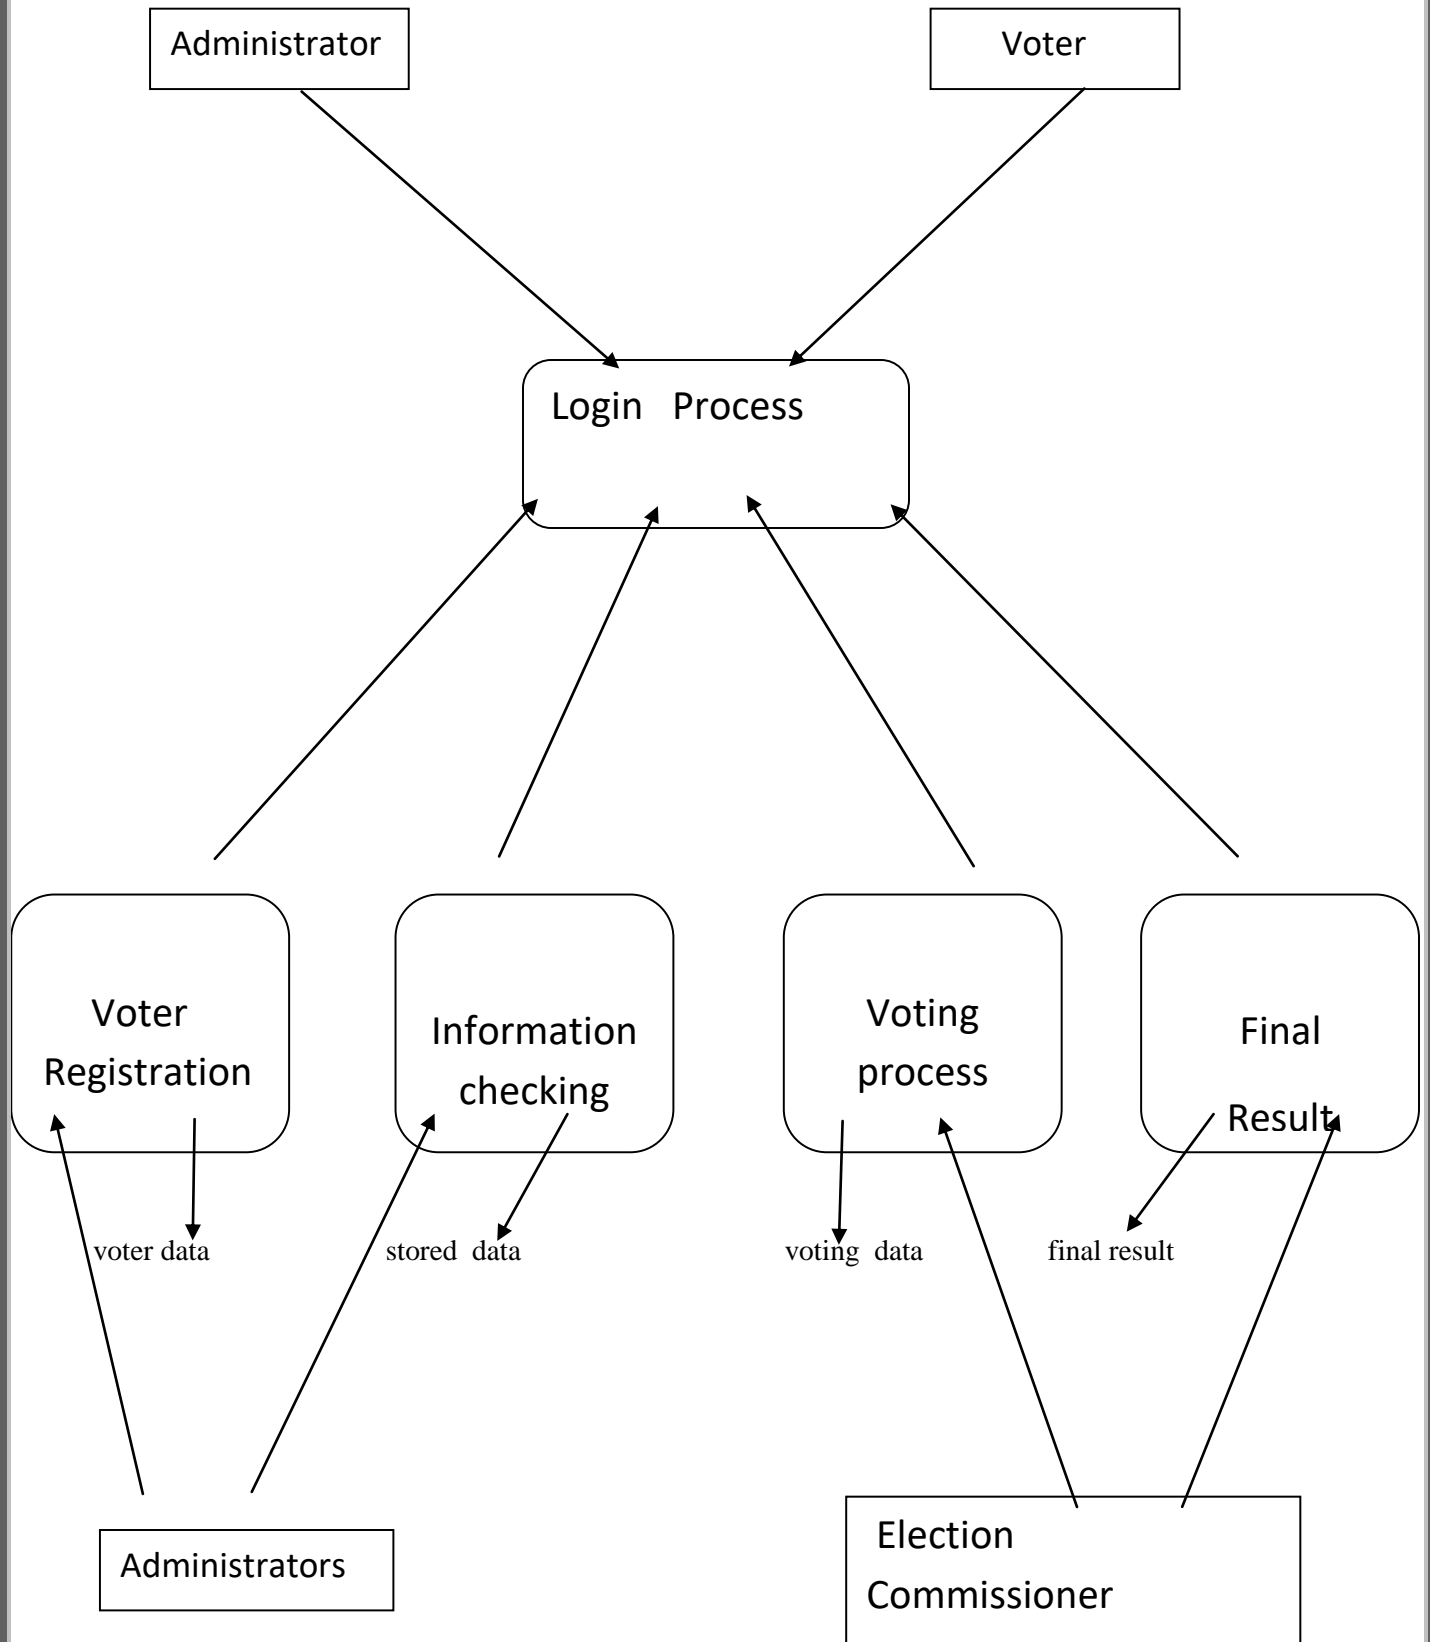 Administrator
Voter
Login Process
Voter
Registration
Information
checking
Voting
process
Final
Result
voter data
stored data
voting data
final result
Administrators
Election
Commissioner